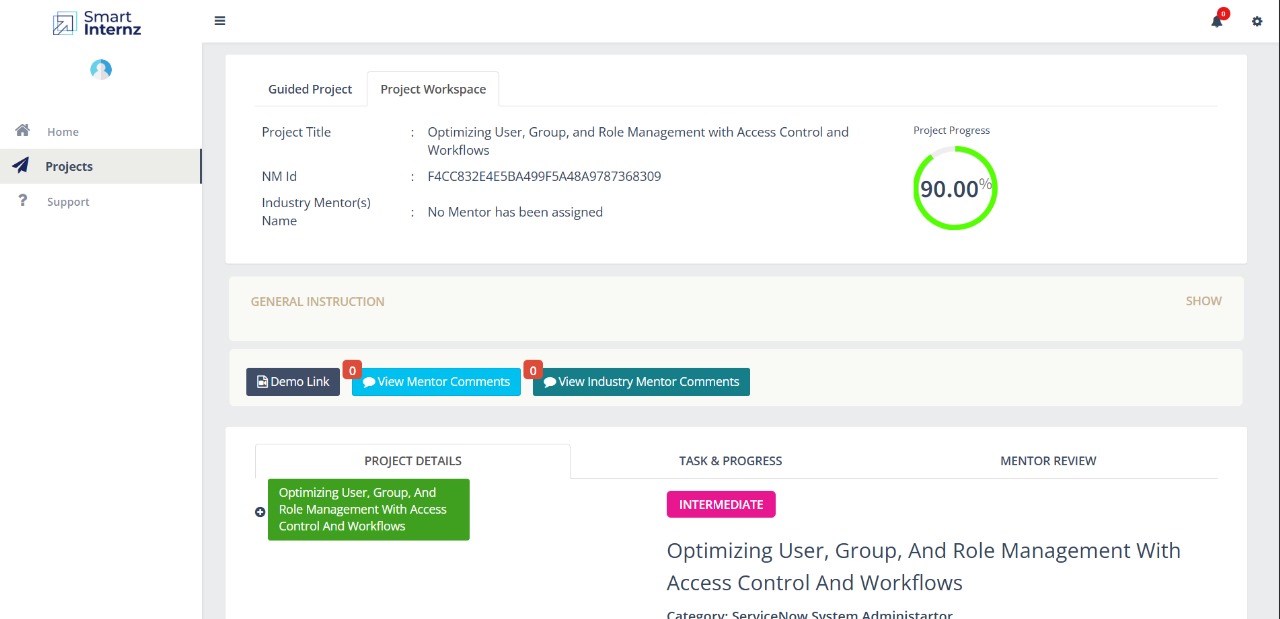 Smart
Internz
0
Home
Projects
? Support
Guided Project
Project Workspace
Project Title : Optimizing User, Group, and Role Management with Access Control and
Workflows
NM Id : F4CC832E4E5BA499F5A48A9787368309
Industry Mentor(s)
Name : No Mentor has been assigned
Project Progress
90.00%
GENERAL INSTRUCTION
SHOW
Demo Link
0
View Mentor Comments
0
View Industry Mentor Comments
PROJECT DETAILS
TASK & PROGRESS
MENTOR REVIEW
Optimizing User, Group, And
Role Management With Access
Control And Workflows
INTERMEDIATE
Optimizing User, Group, And Role Management With
Access Control And Workflows
Category: ServiceNow System Administartor